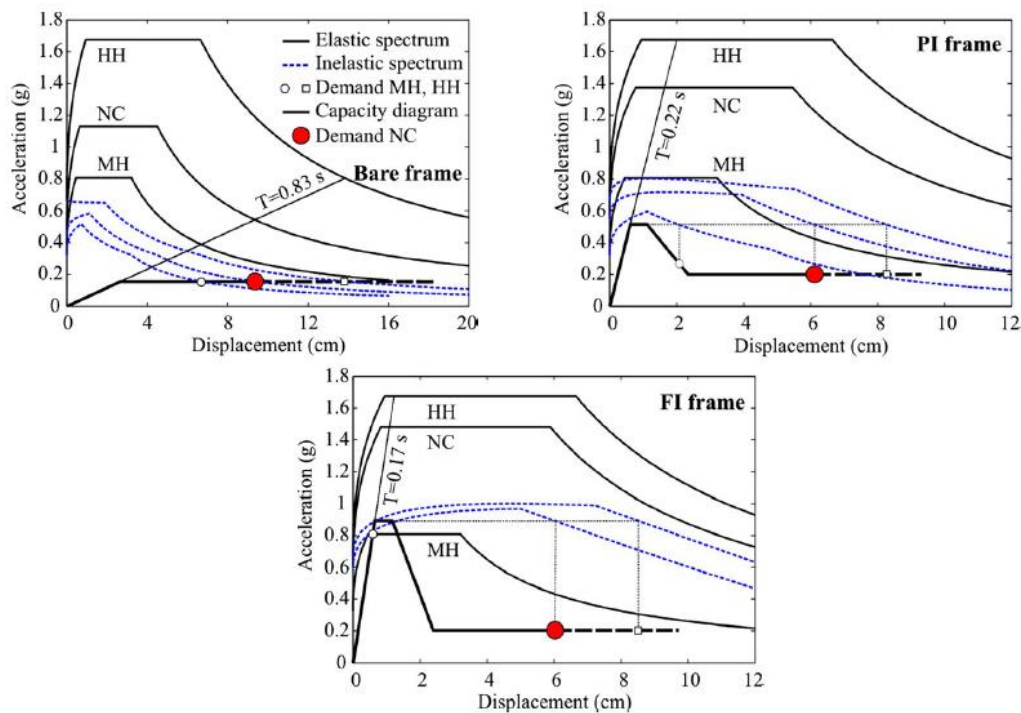 1.8
1.6
1.4
1.2
1
0.8
0.6
0.4
0.2
0
Acceleration (g)
HH
NC
MH
Elastic spectrum
Inelastic spectrum
Demand MH, HH
Capacity diagram
Demand NC
Bare frame
T=0.83 s
0 4 8 12 16 20
Displacement (cm)
1.8
1.6
1.4
1.2
1
0.8
0.6
0.4
0.2
0
Acceleration (g)
PI frame
HH
NC
MH
T=0.22 s
0 2 4 6 8 10 12
Displacement (cm)
1.8
1.6
1.4
1.2
1
0.8
0.6
0.4
0.2
0
Acceleration (g)
FI frame
HH
NC
MH
T=0.17 s
0 2 4 6 8 10 12
Displacement (cm)